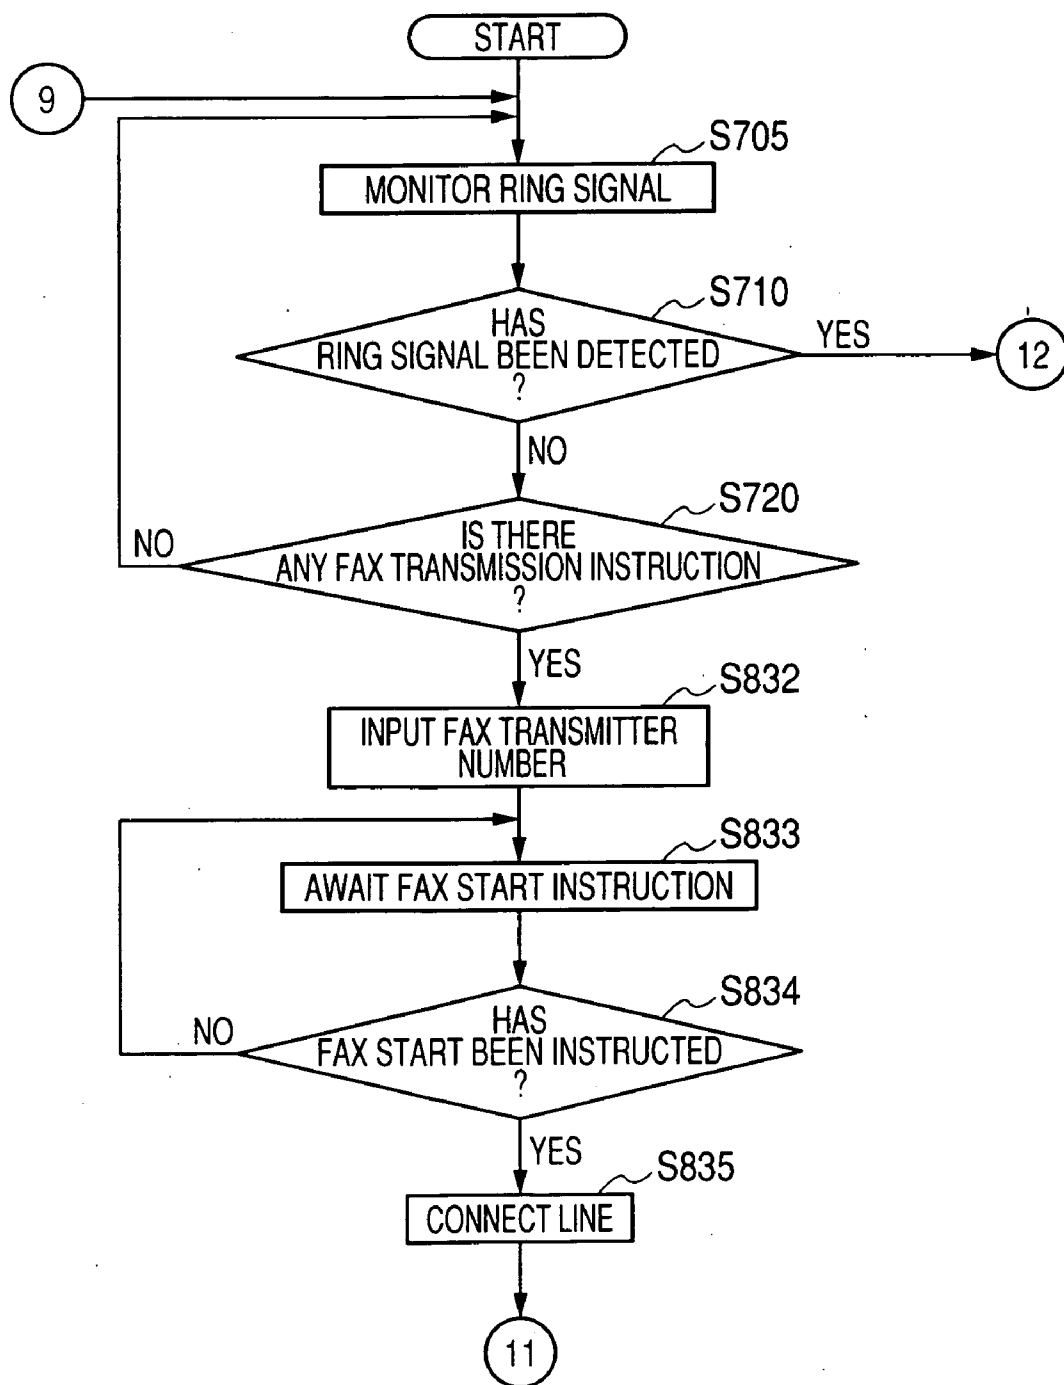 START
9
S705
MONITOR RING SIGNAL
S710
HAS
RING SIGNAL BEEN DETECTED
?
YES
12
NO
S720
IS THERE
ANY FAX TRANSMISSION INSTRUCTION
?
NO
YES
S832
INPUT FAX TRANSMITTER
NUMBER
S833
AWAIT FAX START INSTRUCTION
S834
HAS
FAX START BEEN INSTRUCTED
?
NO
YES
S835
CONNECT LINE
11